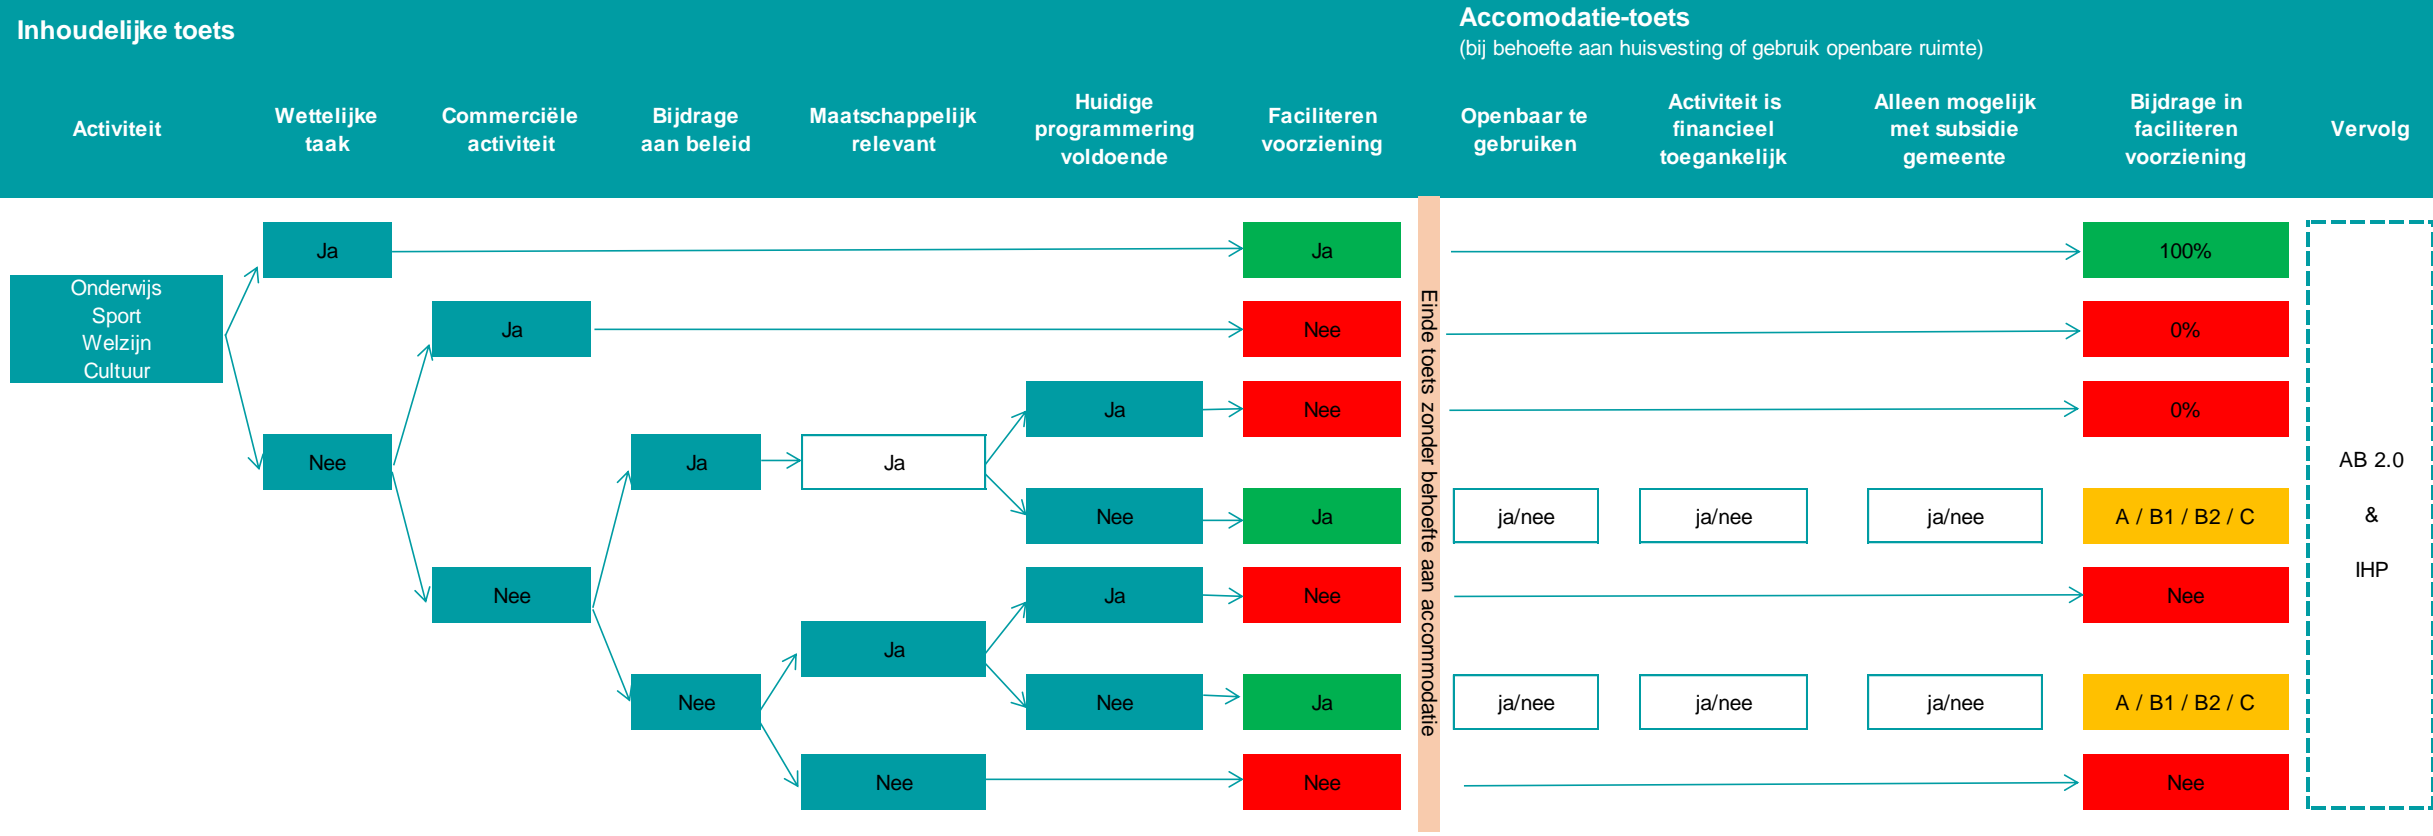 Inhoudelijke toets
Accomodatie-toets
(bij behoefte aan huisvesting of gebruik openbare ruimte)
Activiteit
Wettelijke
taak
Commerciële
activiteit
Bijdrage
aan beleid
Maatschappelijk
relevant
Huidige
programmering
voldoende
Faciliteren
voorziening
Openbaar te
gebruiken
Activiteit is
financieel
toegankelijk
Alleen mogelijk
met subsidie
gemeente
Bijdrage in
faciliteren
voorziening
Vervolg
Onderwijs
Sport
Welzijn
Cultuur
Ja
Ja
100%
Ja
Nee
0%
Ja
Nee
0%
Nee
Ja
Ja
Nee
Ja
ja/nee
ja/nee
ja/nee
A / B1 / B2 / C
Nee
Ja
Nee
Nee
Ja
Nee
Nee
Ja
ja/nee
ja/nee
ja/nee
A / B1 / B2 / C
Nee
Nee
Nee
Einde toets zonder behoefte aan accommodatie
AB 2.0
&
IHP